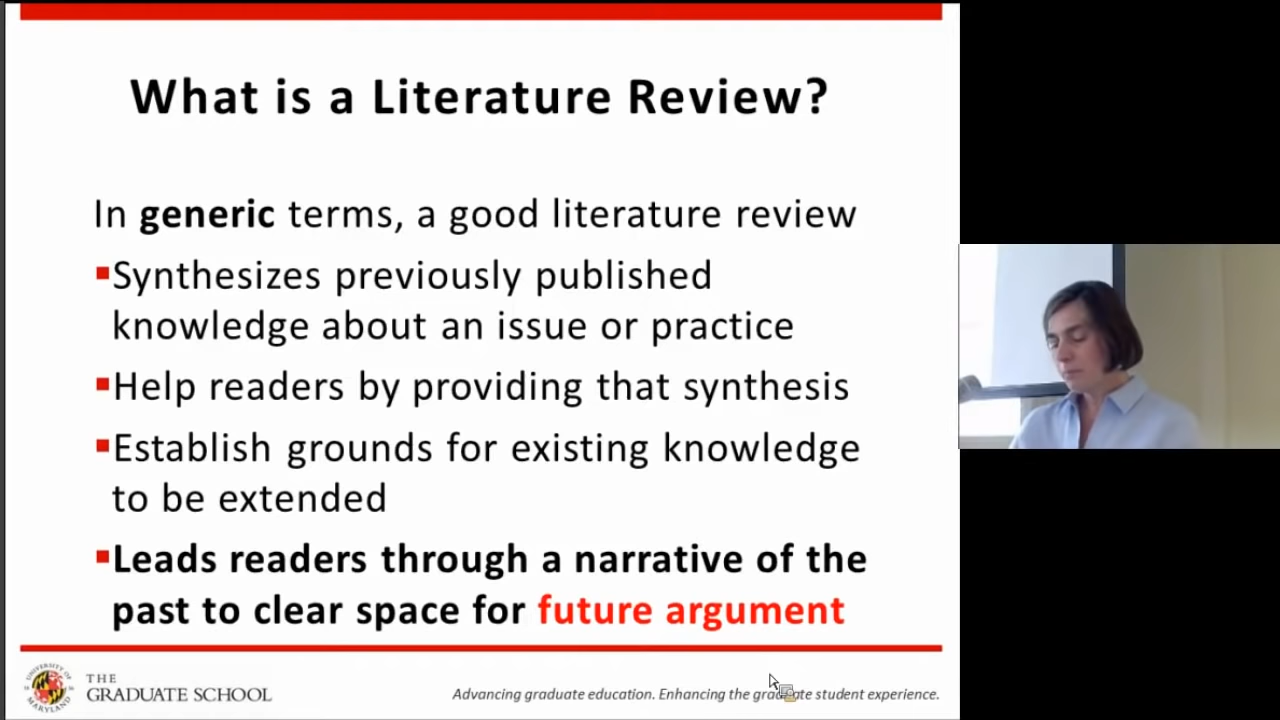 What is a Literature Review?
In generic terms, a good literature review
▪Synthesizes previously published
knowledge about an issue or practice
▪Help readers by providing that synthesis
▪Establish grounds for existing knowledge
to be extended
▪Leads readers through a narrative of the
past to clear space for future argument
UNIVERSITY OF
MARYLAND
THE
GRADUATE SCHOOL
Advancing graduate education. Enhancing the graduate student experience.